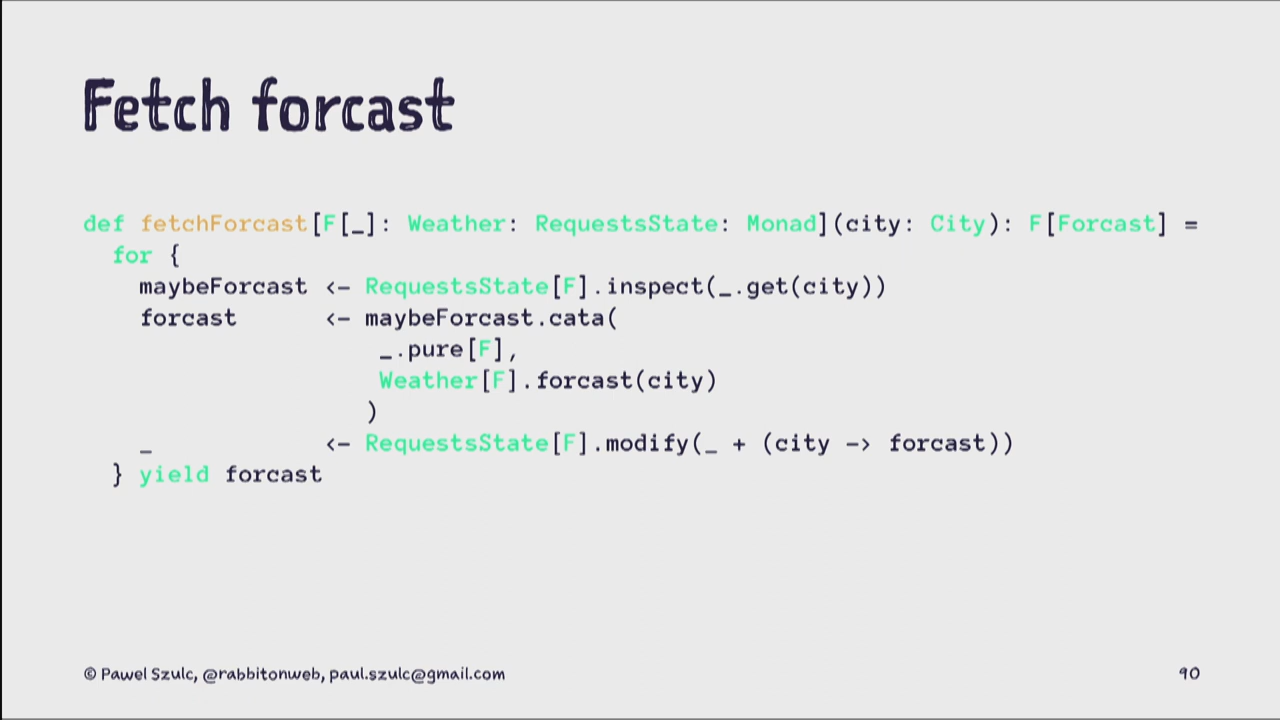 Fetch forcast
def fetchForcast[F[_]: Weather: RequestsState: Monad](city: City): F[Forcast] =
for {
maybeForcast <- RequestsState[F].inspect(_.get(city))
forcast <- maybeForcast.cata(
_.pure[F],
Weather[F].forcast(city)
)
_ <- RequestsState[F].modify(_ + (city -> forcast))
} yield forcast
© Pawel Szulc, @rabbitonweb, paul.szulc@gmail.com
90